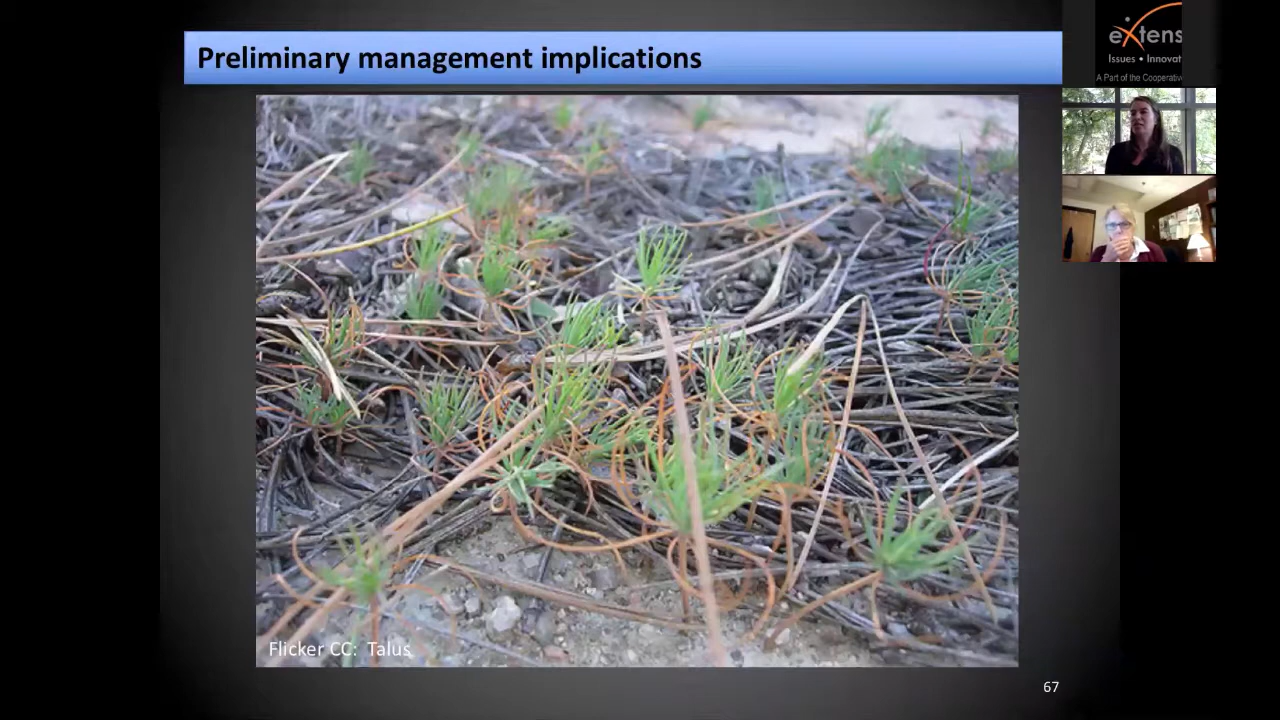 Preliminary management implications
eXtens
Issues • Innovat
A Part of the Cooperative
Flicker CC: Talus
67